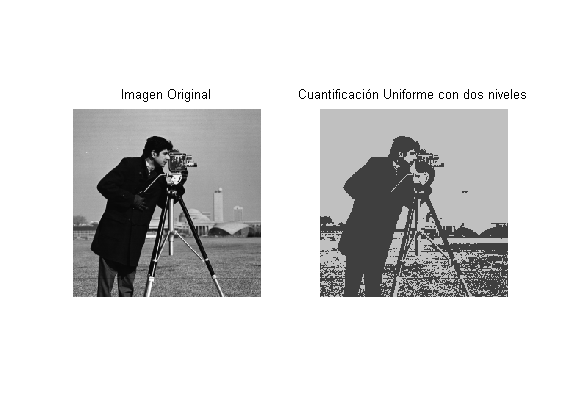 Imagen Original
Cuantificación Uniforme con dos niveles